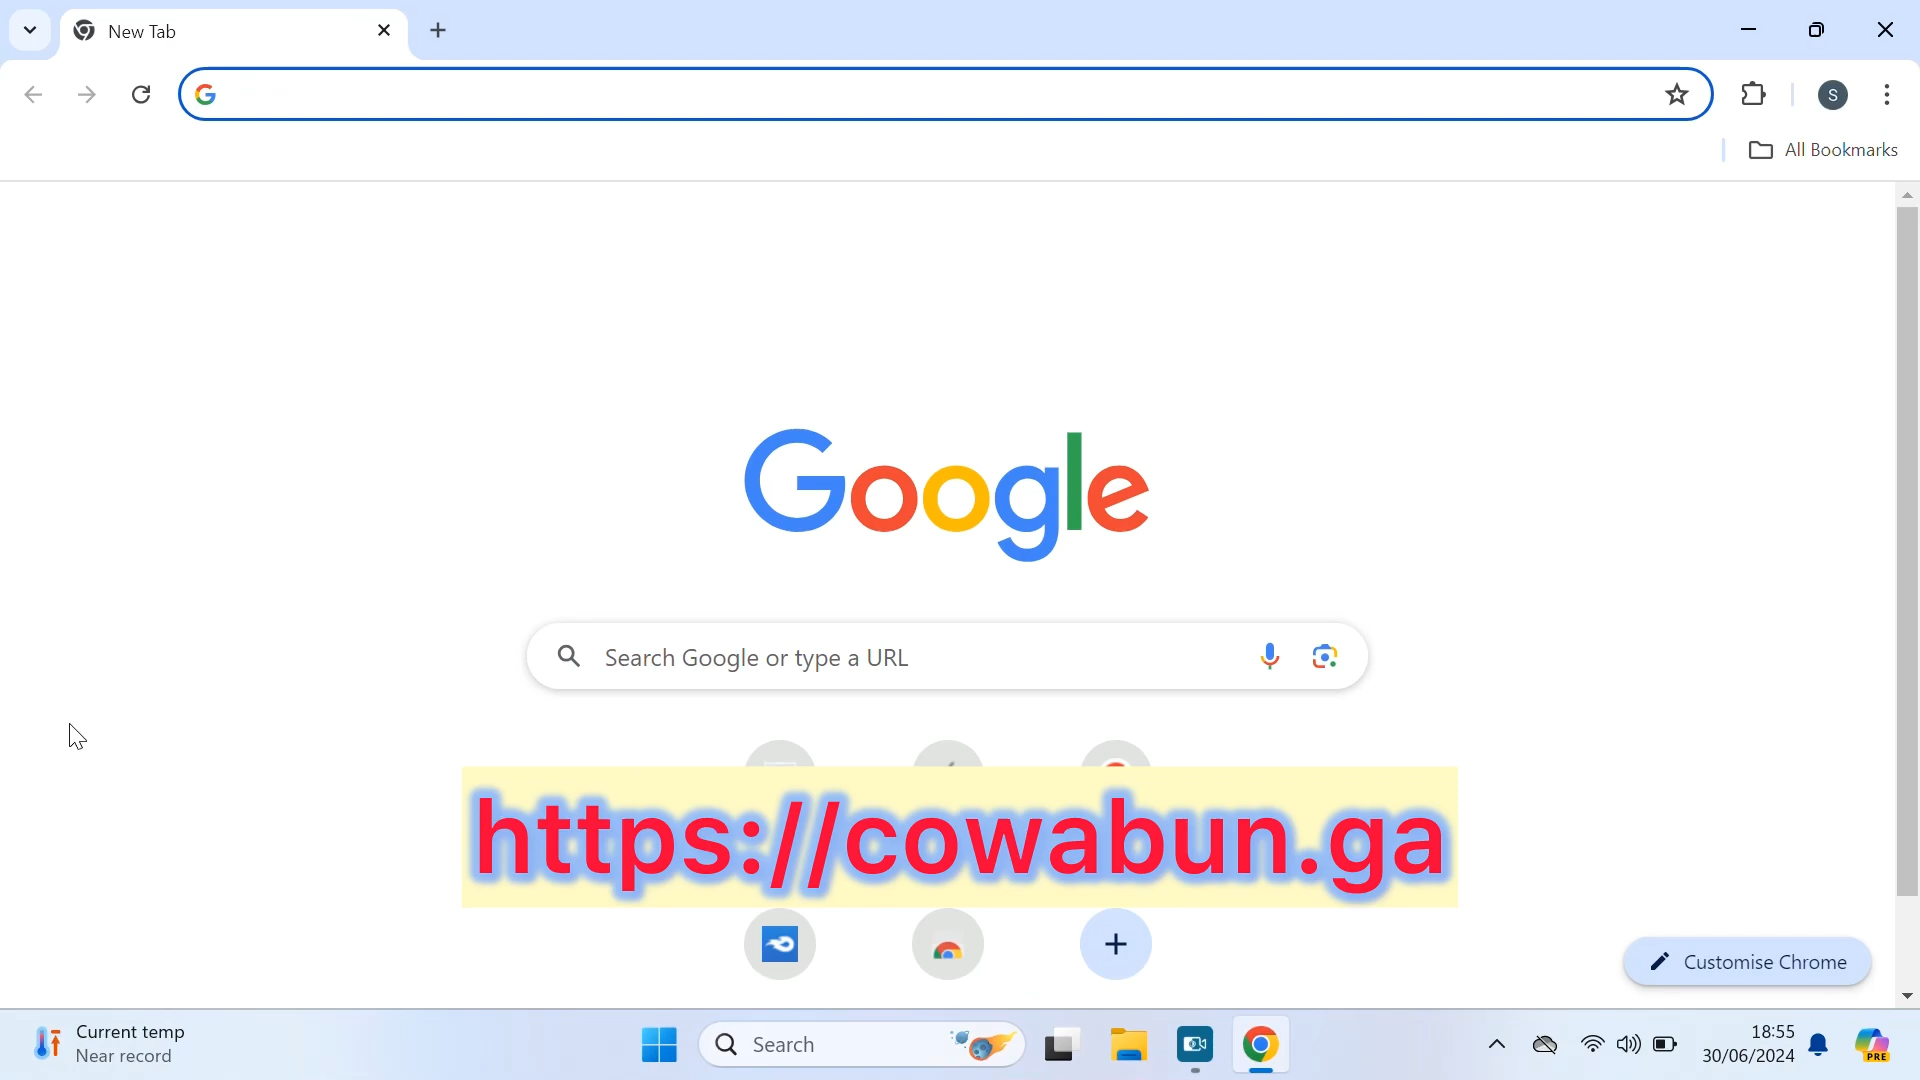 New Tab
S
All Bookmarks
Google
Search Google or type a URL
https://cowabun.ga
Customise Chrome
Current temp
Near record
Search
18:55
30/06/2024
PRE